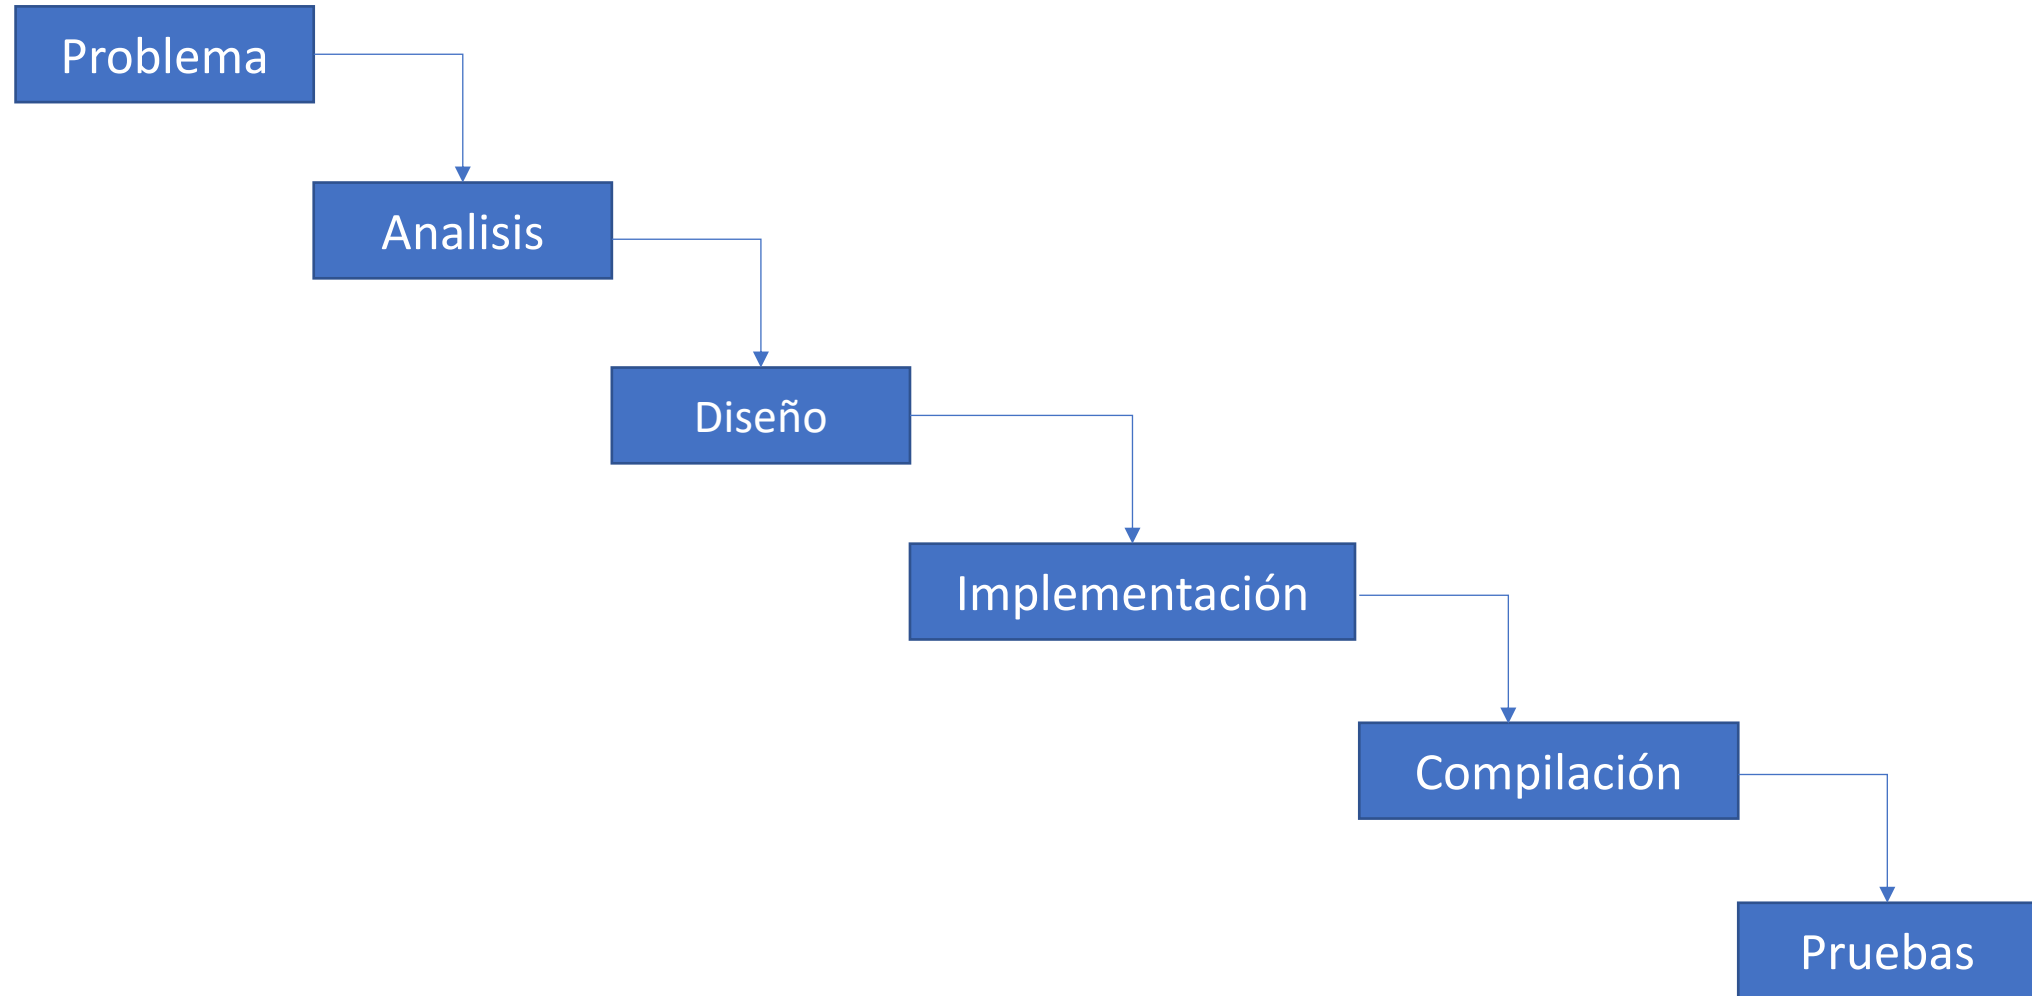 Problema
Analisis
Diseño
Implementación
Compilación
Pruebas